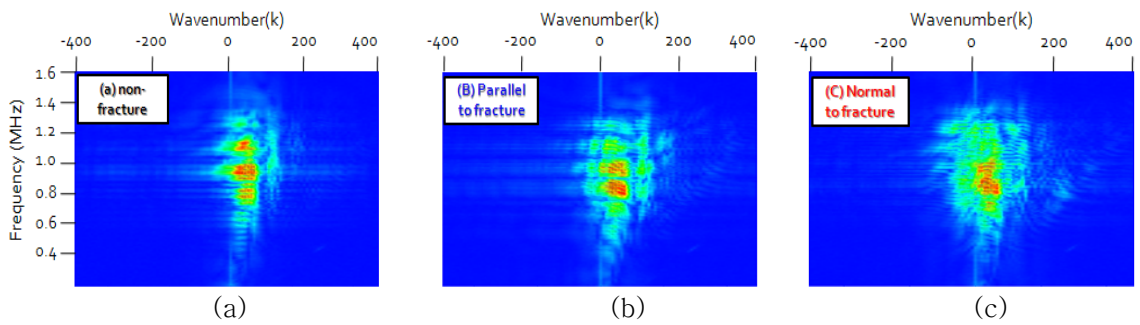 (a) (b) (c)
Wavenumber(k) Wavenumber(k) Wavenumber(k)
-400 -200 0 200 400 -400 -200 0 200 400 -400 -200 0 200 400
1.6
(a) non-
fracture
(B) Parallel
to fracture
(C) Normal
to fracture
1.4
1.2
1.0
0.8
0.6
0.4
Frequency (MHz)
(a) (b) (c)